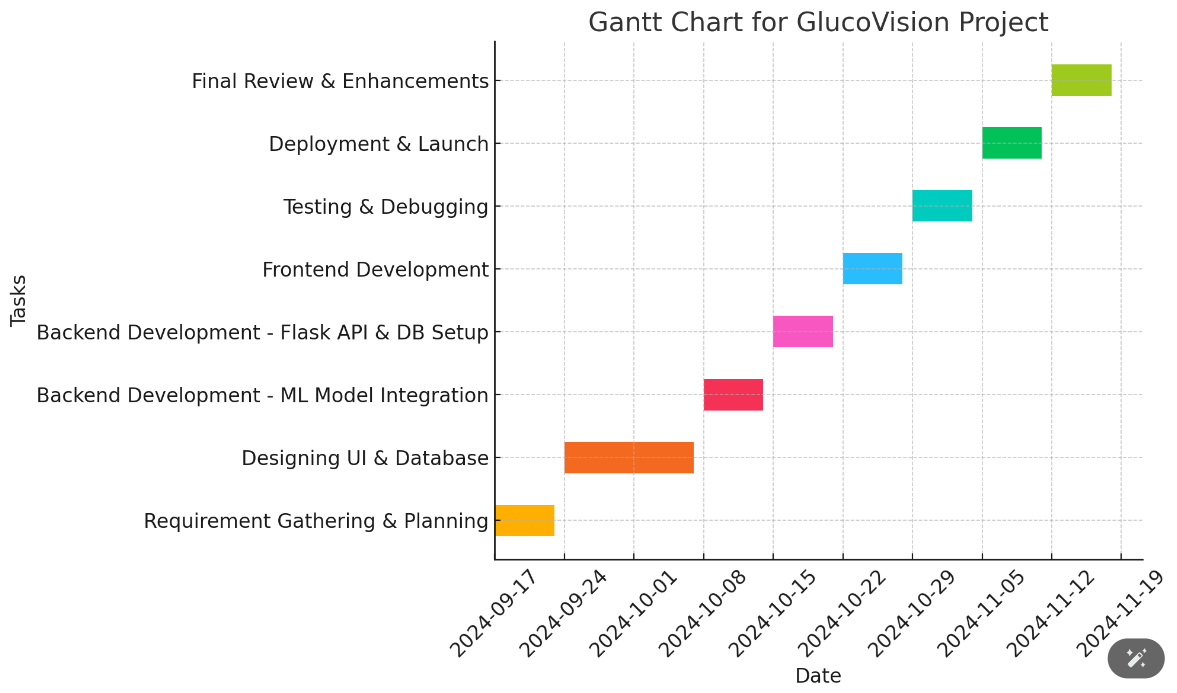 Gantt Chart for GlucoVision Project
Final Review & Enhancements
Deployment & Launch
Testing & Debugging
Frontend Development
Backend Development - Flask API & DB Setup
Backend Development - ML Model Integration
Designing UI & Database
Requirement Gathering & Planning
Tasks
2024-09-17
2024-09-24
2024-10-01
2024-10-08
2024-10-15
2024-10-22
2024-10-29
2024-11-05
2024-11-12
2024-11-19
Date